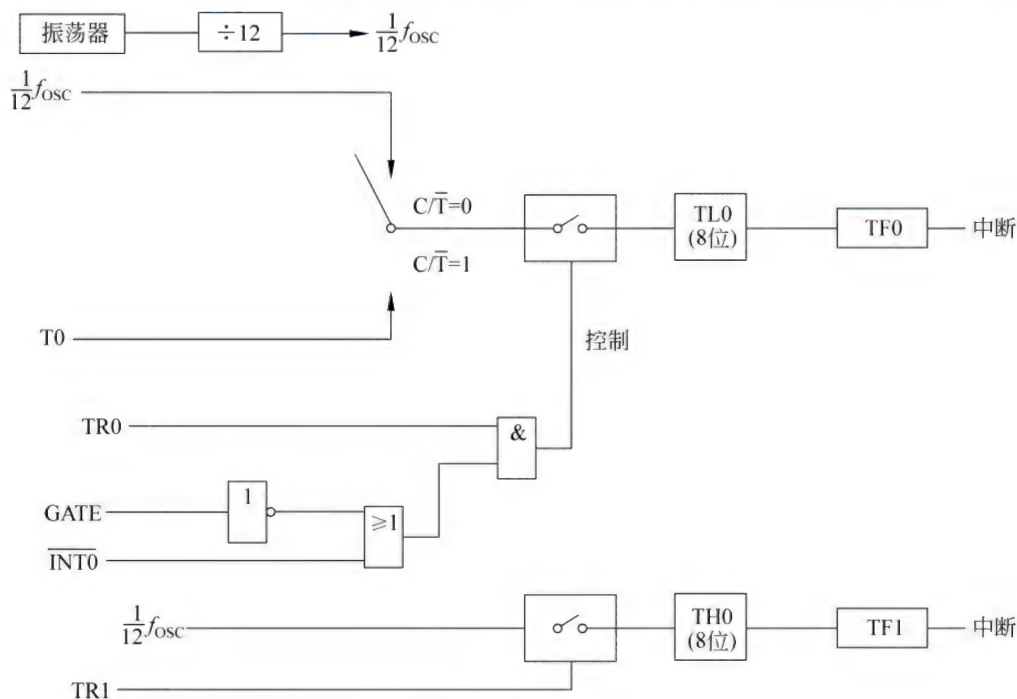 振荡器 ÷12 1/12 fOSC
1/12 fOSC
C/T̅=0
TL0
(8位)
TF0
中断
C/T̅=1
T0
控制
TR0
&
GATE
1
≥1
I̅N̅T̅0̅
1/12 fOSC
TH0
(8位)
TF1
中断
TR1